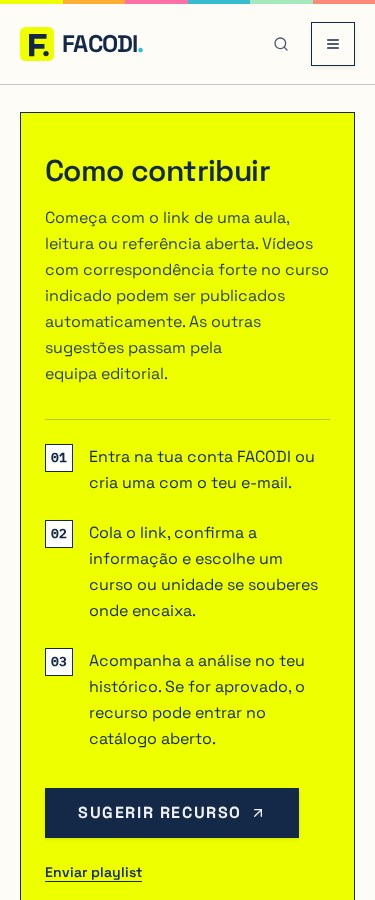 F.
FACODI.
Como contribuir
Começa com o link de uma aula,
leitura ou referência aberta. Vídeos
com correspondência forte no curso
indicado podem ser publicados
automaticamente. As outras
sugestões passam pela
equipa editorial.
01 Entra na tua conta FACODI ou
cria uma com o teu e-mail.
02 Cola o link, confirma a
informação e escolhe um
curso ou unidade se souberes
onde encaixa.
03 Acompanha a análise no teu
histórico. Se for aprovado, o
recurso pode entrar no
catálogo aberto.
SUGERIR RECURSO
Enviar playlist